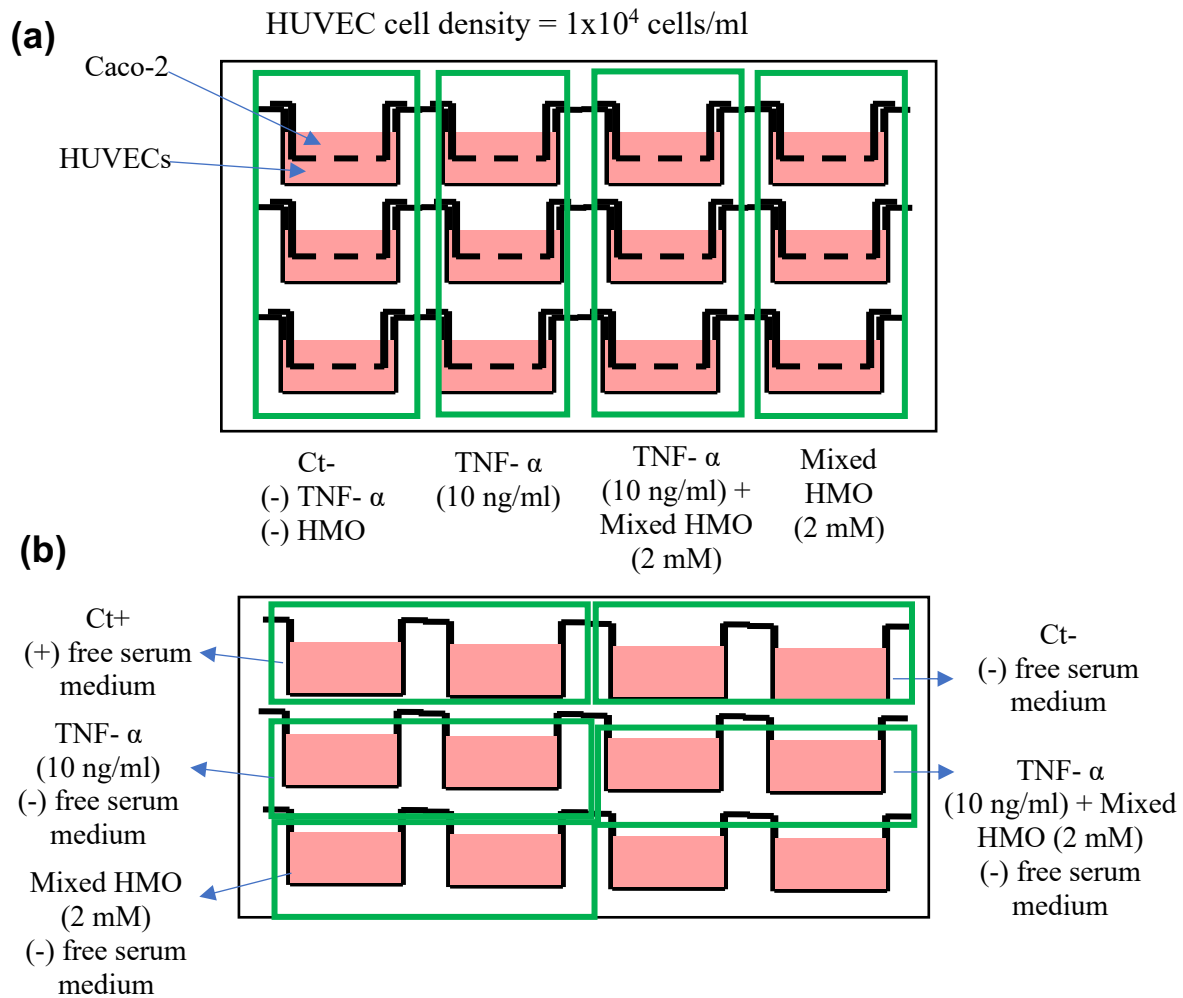 (a)
HUVEC cell density = 1x10⁴ cells/ml
Caco-2
HUVECs
Ct-
(-) TNF- α
(-) HMO
TNF- α
(10 ng/ml)
TNF- α
(10 ng/ml) +
Mixed HMO
(2 mM)
Mixed
HMO
(2 mM)
(b)
Ct+
(+) free serum
medium
TNF- α
(10 ng/ml)
(-) free serum
medium
Mixed HMO
(2 mM)
(-) free serum
medium
Ct-
(-) free serum
medium
TNF- α
(10 ng/ml) + Mixed
HMO (2 mM)
(-) free serum
medium